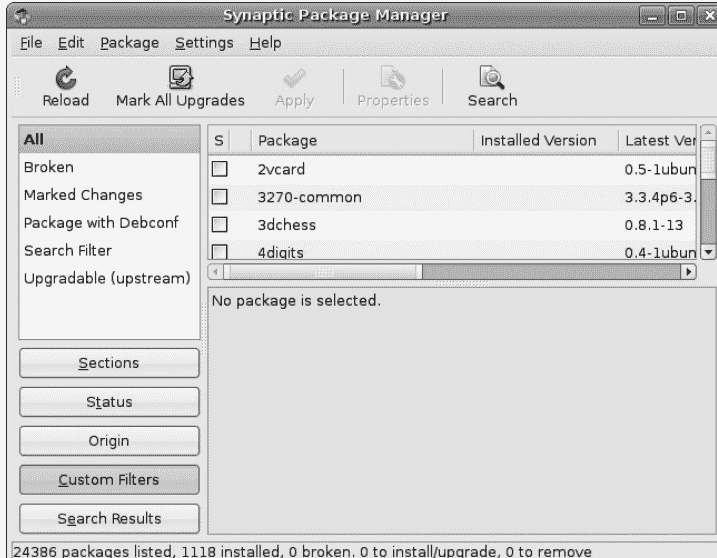 Synaptic Package Manager
File Edit Package Settings Help
Reload Mark All Upgrades Apply Properties Search
All
Broken
Marked Changes
Package with Debconf
Search Filter
Upgradable (upstream)
S Package Installed Version Latest Ver
2vcard 0.5-1ubun
3270-common 3.3.4p6-3.
3dchess 0.8.1-13
4digits 0.4-1ubun
No package is selected.
Sections
Status
Origin
Custom Filters
Search Results
24386 packages listed, 1118 installed, 0 broken. 0 to install/upgrade, 0 to remove